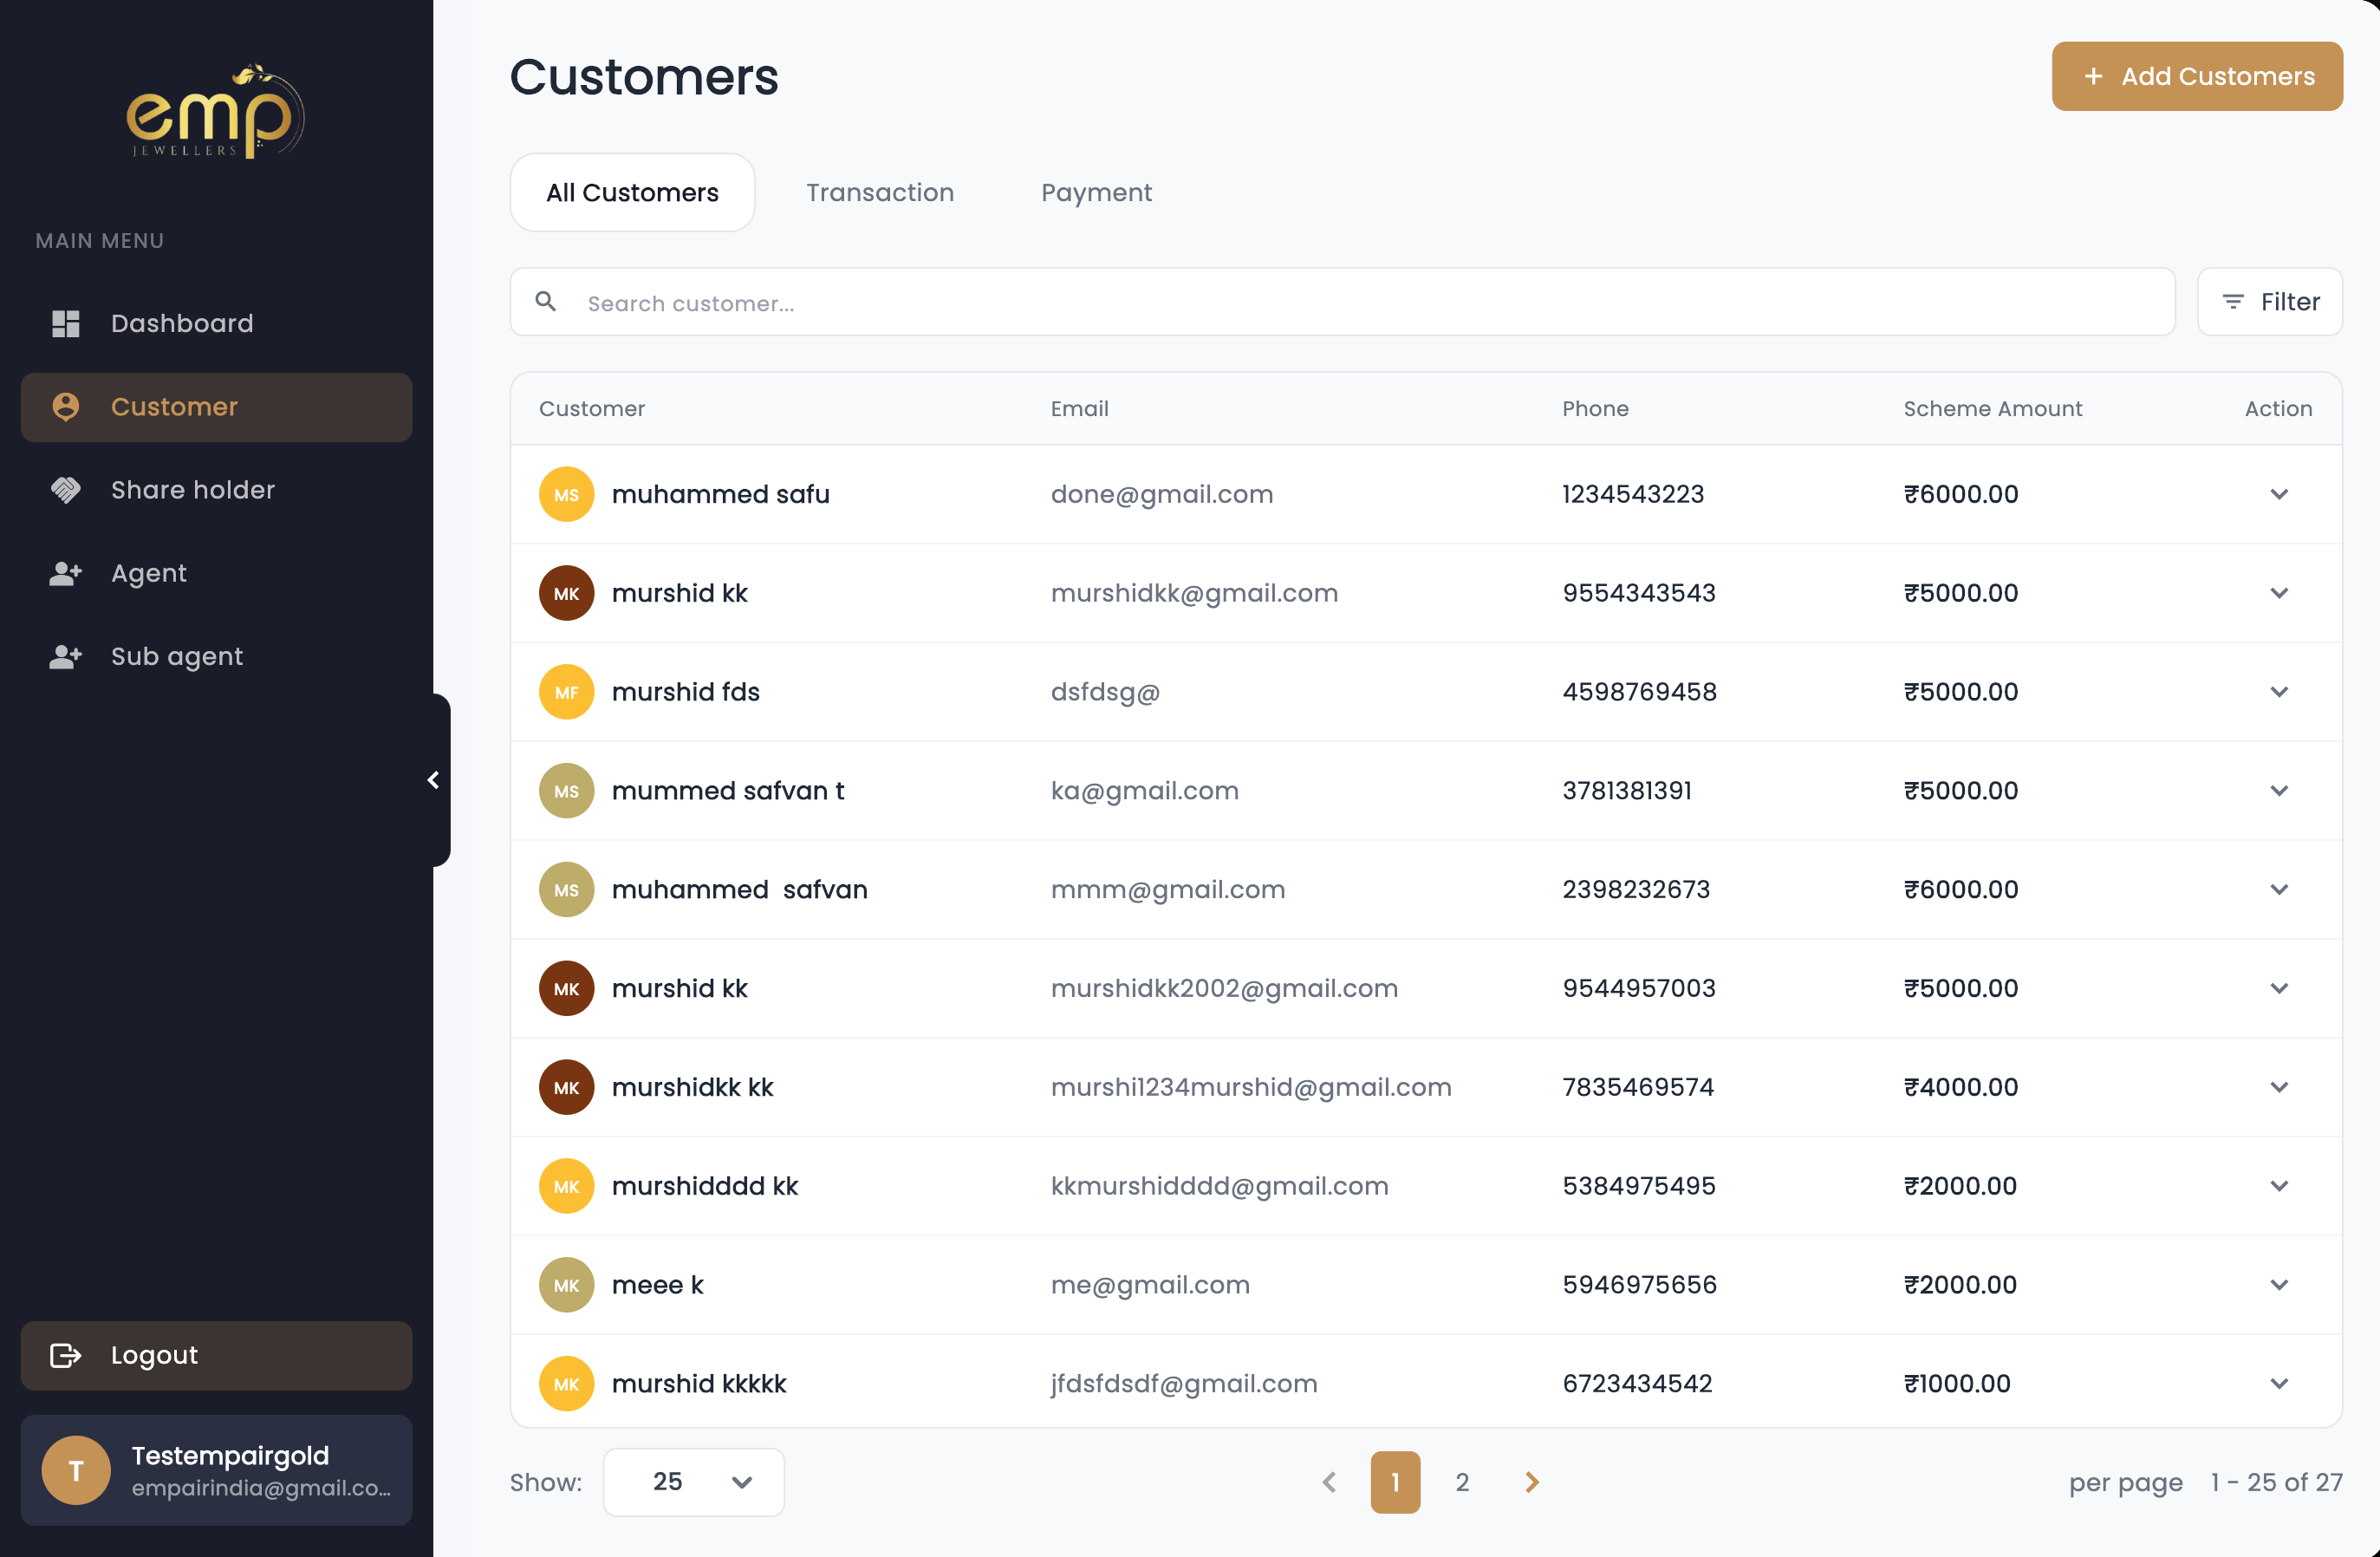 emp
JEWELLERS
MAIN MENU
Dashboard
Customer
Share holder
Agent
Sub agent
Logout
T
Testempairgold
empairindia@gmail.co...
Customers
+ Add Customers
All Customers Transaction Payment
Search customer...
Filter
Customer Email Phone Scheme Amount Action
MS muhammed safu done@gmail.com 1234543223 ₹6000.00
MK murshid kk murshidkk@gmail.com 9554343543 ₹5000.00
MF murshid fds dsfdsg@ 4598769458 ₹5000.00
MS mummed safvan t ka@gmail.com 3781381391 ₹5000.00
MS muhammed  safvan mmm@gmail.com 2398232673 ₹6000.00
MK murshid kk murshidkk2002@gmail.com 9544957003 ₹5000.00
MK murshidkk kk murshi1234murshid@gmail.com 7835469574 ₹4000.00
MK murshidddd kk kkmurshidddd@gmail.com 5384975495 ₹2000.00
MK meee k me@gmail.com 5946975656 ₹2000.00
MK murshid kkkkk jfdsfdsdf@gmail.com 6723434542 ₹1000.00
Show: 25 1 2 per page 1 - 25 of 27